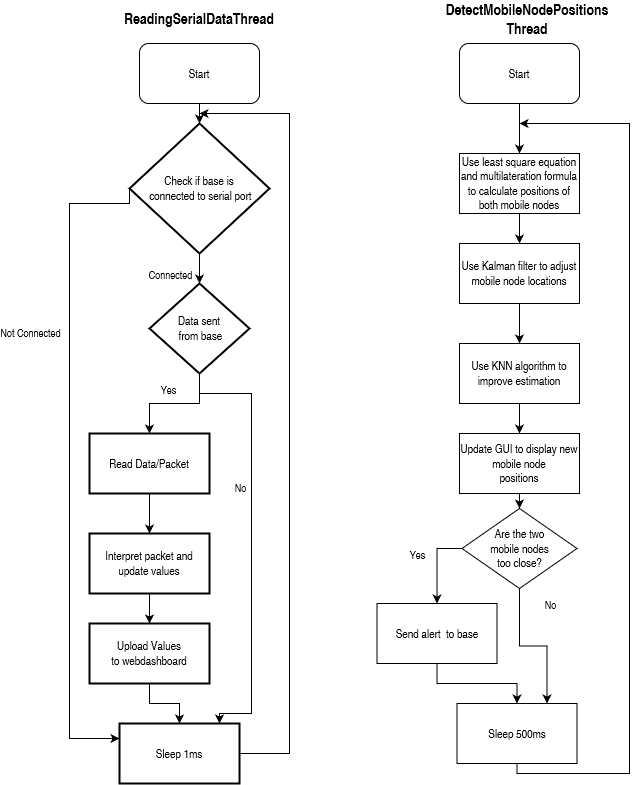 ReadingSerialDataThread
Start
Check if base is
connected to serial port
Connected
Not Connected
Data sent
from base
Yes
Read Data/Packet
No
Interpret packet and
update values
Upload Values
to webdashboard
Sleep 1ms
DetectMobileNodePositions
Thread
Start
Use least square equation
and multilateration formula
to calculate positions of
both mobile nodes
Use Kalman filter to adjust
mobile node locations
Use KNN algorithm to
improve estimation
Update GUI to display new
mobile node
positions
Are the two
mobile nodes
too close?
Yes
No
Send alert to base
Sleep 500ms